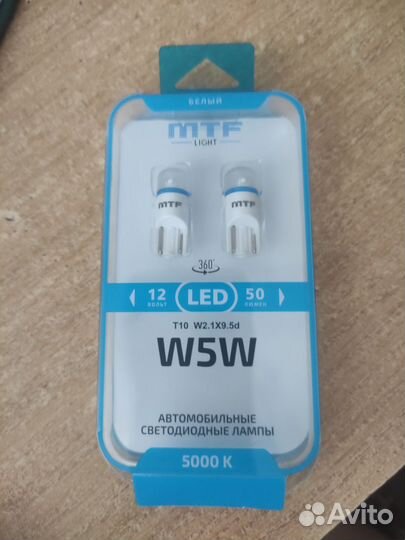 БЕЛЫЙ
MTF
LIGHT
MTF MTF
360°
12 ВОЛЬТ LED 50 ЛЮМЕН
T10 W2.1X9.5d
W5W
АВТОМОБИЛЬНЫЕ
СВЕТОДИОДНЫЕ ЛАМПЫ
5000 K
Avito